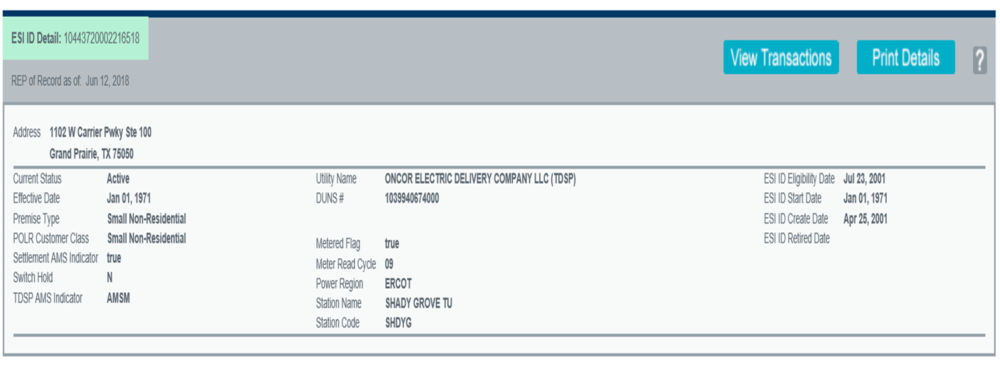 ESI ID Detail: 10443720002216518
View Transactions
Print Details
?
REP of Record as of: Jun 12, 2018
Address 1102 W Carrier Pwky Ste 100
Grand Prairie, TX 75050
Current Status Active
Effective Date Jan 01, 1971
Premise Type Small Non-Residential
POLR Customer Class Small Non-Residential
Settlement AMS Indicator true
Switch Hold N
TDSP AMS Indicator AMSM
Utility Name ONCOR ELECTRIC DELIVERY COMPANY LLC (TDSP)
DUNS # 1039940674000
Metered Flag true
Meter Read Cycle 09
Power Region ERCOT
Station Name SHADY GROVE TU
Station Code SHDYG
ESI ID Eligibility Date Jul 23, 2001
ESI ID Start Date Jan 01, 1971
ESI ID Create Date Apr 25, 2001
ESI ID Retired Date